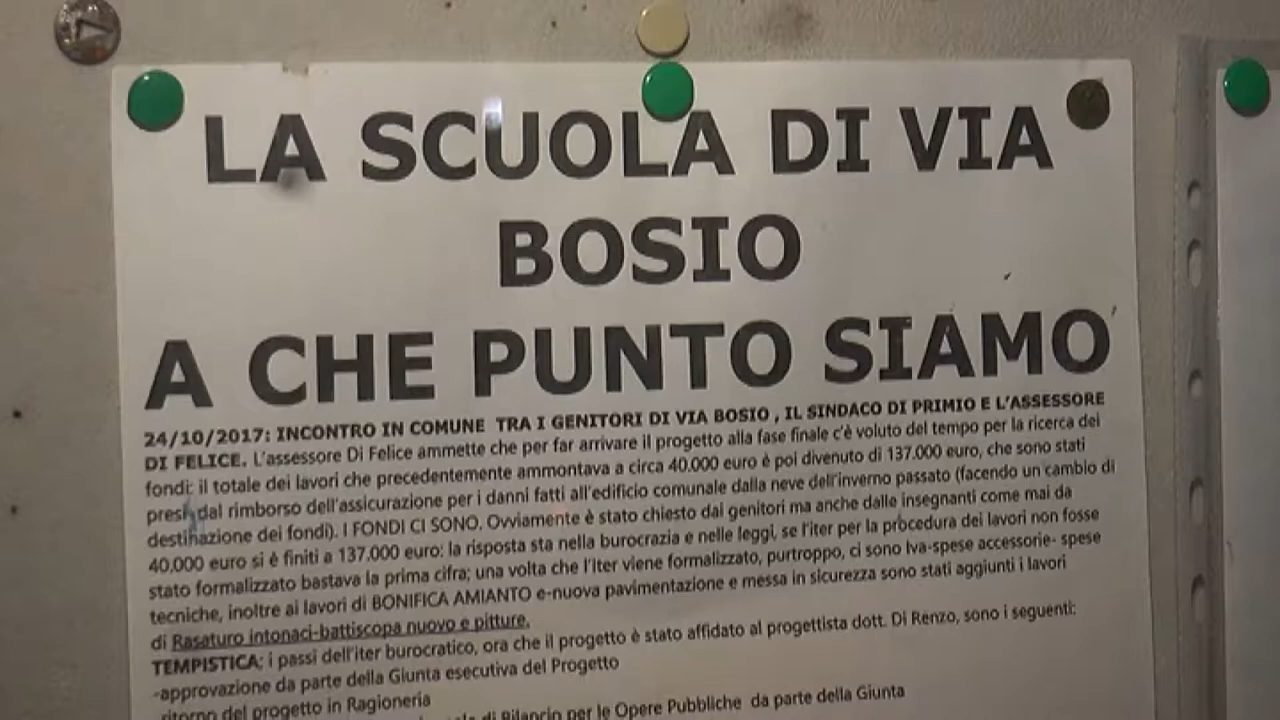 LA SCUOLA DI VIA
BOSIO
A CHE PUNTO SIAMO
24/10/2017: INCONTRO IN COMUNE TRA I GENITORI DI VIA BOSIO , IL SINDACO DI PRIMIO E L'ASSESSORE
DI FELICE. L'assessore Di Felice ammette che per far arrivare il progetto alla fase finale c'è voluto del tempo per la ricerca dei
fondi: il totale dei lavori che precedentemente ammontava a circa 40.000 euro è poi divenuto di 137.000 euro, che sono stati
presi dal rimborso dell'assicurazione per i danni fatti all'edificio comunale dalla neve dell'inverno passato (facendo un cambio di
destinazione dei fondi). I FONDI CI SONO. Ovviamente è stato chiesto dai genitori ma anche dalle insegnanti come mai da
40.000 euro si è finiti a 137.000 euro: la risposta sta nella burocrazia e nelle leggi, se l'iter per la procedura dei lavori non fosse
stato formalizzato bastava la prima cifra; una volta che l'iter viene formalizzato, purtroppo, ci sono Iva-spese accessorie- spese
tecniche, inoltre ai lavori di BONIFICA AMIANTO e-nuova pavimentazione e messa in sicurezza sono stati aggiunti i lavori
di Rasaturo intonaci-battiscopa nuovo e pitture.
TEMPISTICA: i passi dell'iter burocratico, ora che il progetto è stato affidato al progettista dott. Di Renzo, sono i seguenti:
-approvazione da parte della Giunta esecutiva del Progetto
ritorno del progetto in Ragioneria
di Bilancio per le Opere Pubbliche da parte della Giunta